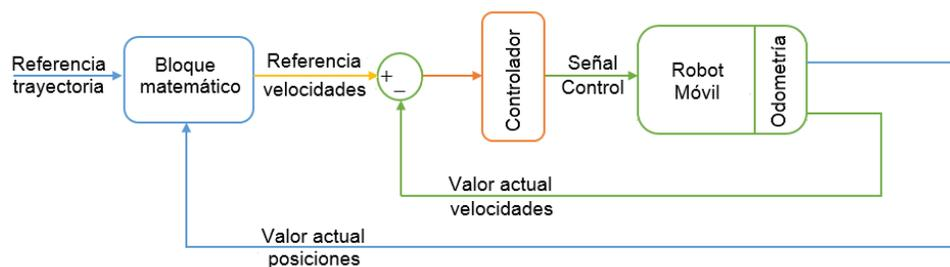 Referencia
trayectoria
Bloque
matemático
Referencia
velocidades
+
−
Controlador
Señal
Control
Robot
Móvil
Odometría
Valor actual
velocidades
Valor actual
posiciones